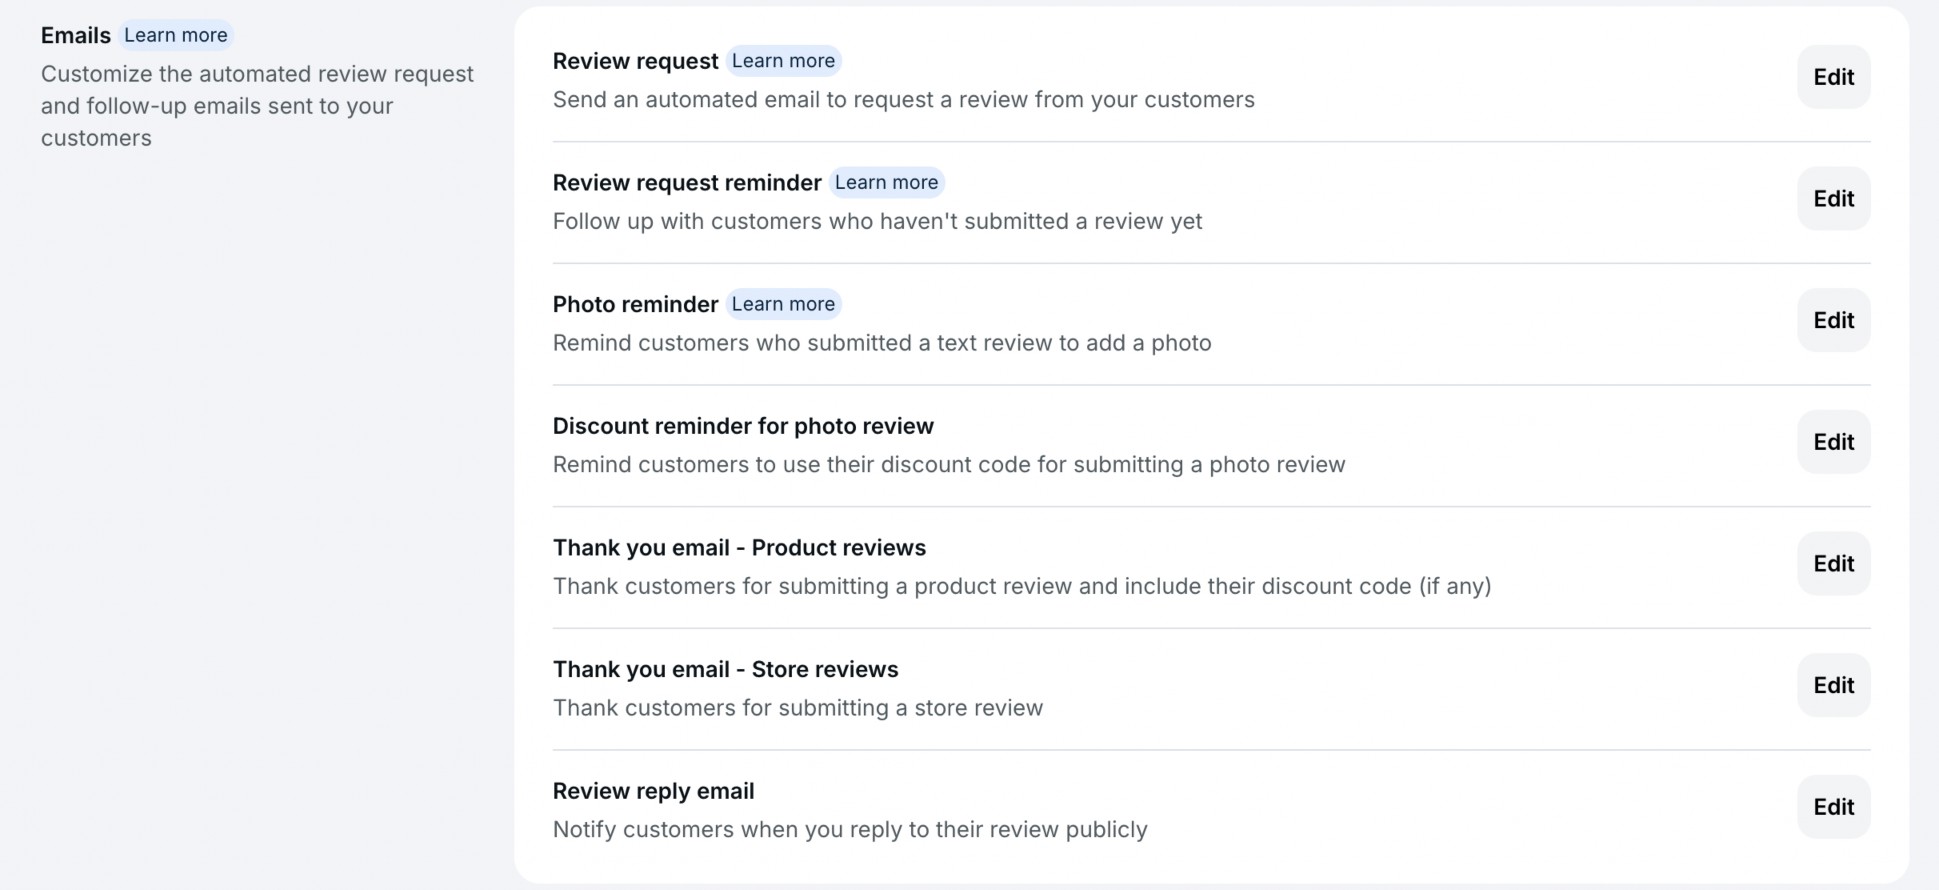 Emails Learn more
Customize the automated review request
and follow-up emails sent to your
customers
Review request Learn more
Send an automated email to request a review from your customers
Edit
Review request reminder Learn more
Follow up with customers who haven't submitted a review yet
Edit
Photo reminder Learn more
Remind customers who submitted a text review to add a photo
Edit
Discount reminder for photo review
Remind customers to use their discount code for submitting a photo review
Edit
Thank you email - Product reviews
Thank customers for submitting a product review and include their discount code (if any)
Edit
Thank you email - Store reviews
Thank customers for submitting a store review
Edit
Review reply email
Notify customers when you reply to their review publicly
Edit